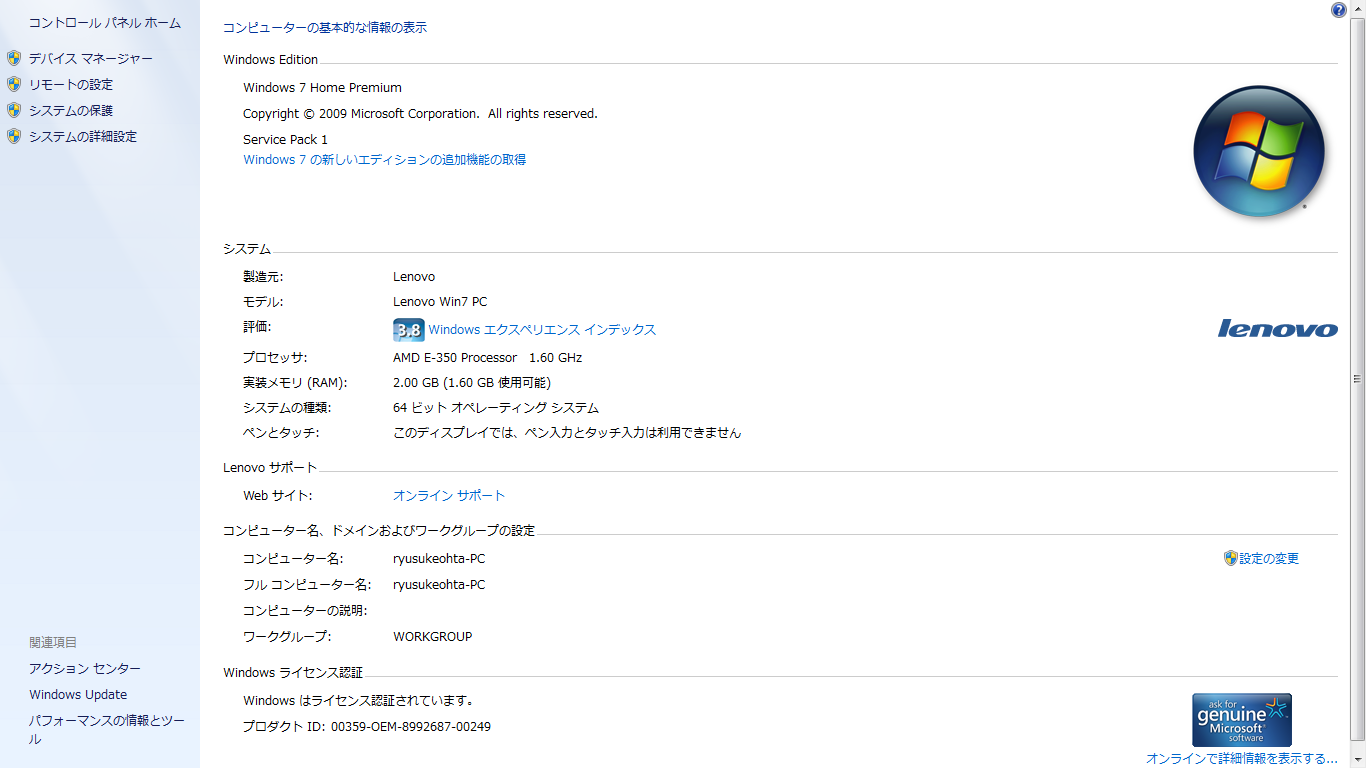 コントロール パネル ホーム
デバイス マネージャー
リモートの設定
システムの保護
システムの詳細設定
コンピューターの基本的な情報の表示
Windows Edition
Windows 7 Home Premium
Copyright © 2009 Microsoft Corporation.  All rights reserved.
Service Pack 1
Windows 7 の新しいエディションの追加機能の取得
システム
製造元: Lenovo
モデル: Lenovo Win7 PC
評価: 3.8 Windows エクスペリエンス インデックス
lenovo
プロセッサ: AMD E-350 Processor   1.60 GHz
実装メモリ (RAM): 2.00 GB (1.60 GB 使用可能)
システムの種類: 64 ビット オペレーティング システム
ペンとタッチ: このディスプレイでは、ペン入力とタッチ入力は利用できません
Lenovo サポート
Web サイト: オンライン サポート
コンピューター名、ドメインおよびワークグループの設定
コンピューター名: ryusukeohta-PC 設定の変更
フル コンピューター名: ryusukeohta-PC
コンピューターの説明:
ワークグループ: WORKGROUP
Windows ライセンス認証
Windows はライセンス認証されています。
プロダクト ID: 00359-OEM-8992687-00249
ask for
genuine
Microsoft
software
オンラインで詳細情報を表示する...
関連項目
アクション センター
Windows Update
パフォーマンスの情報とツー
ル